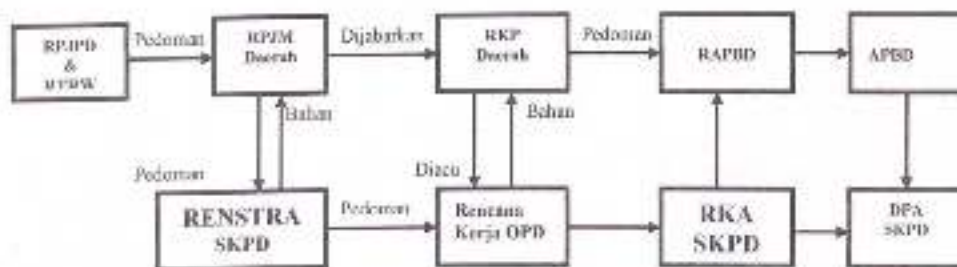 RPJPD
&
RTRW
Pedoman
RPJM
Daerah
Dijabarkan
RKP
Daerah
Pedoman
RAPBD
APBD
Bahan
Bahan
Pedoman
Diacu
RENSTRA
SKPD
Pedoman
Rencana
Kerja OPD
RKA
SKPD
DPA
SKPD